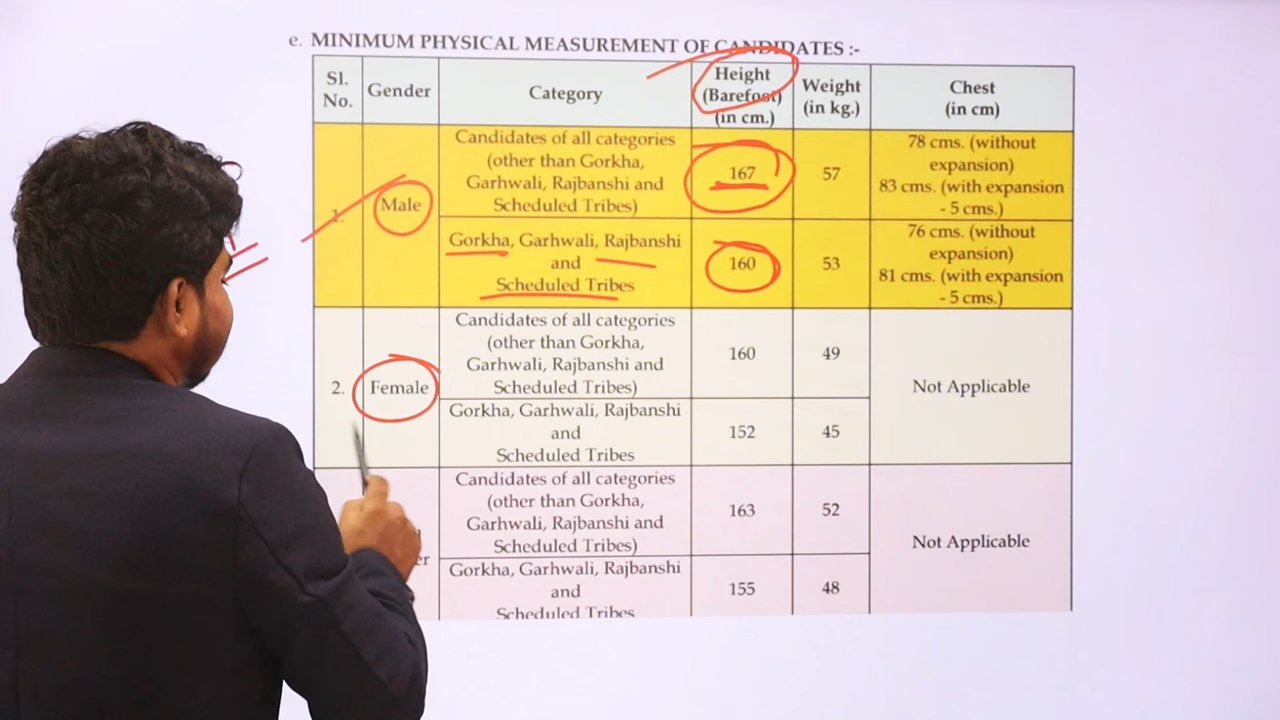 e. MINIMUM PHYSICAL MEASUREMENT OF CANDIDATES :-
Sl. No.
Gender
Category
Height (Barefoot) (in cm.)
Weight (in kg.)
Chest (in cm)
1.
Male
Candidates of all categories
(other than Gorkha,
Garhwali, Rajbanshi and
Scheduled Tribes)
167
57
78 cms. (without
expansion)
83 cms. (with expansion
- 5 cms.)
Gorkha, Garhwali, Rajbanshi
and
Scheduled Tribes
160
53
76 cms. (without
expansion)
81 cms. (with expansion
- 5 cms.)
2.
Female
Candidates of all categories
(other than Gorkha,
Garhwali, Rajbanshi and
Scheduled Tribes)
160
49
Not Applicable
Gorkha, Garhwali, Rajbanshi
and
Scheduled Tribes
152
45
Candidates of all categories
(other than Gorkha,
Garhwali, Rajbanshi and
Scheduled Tribes)
163
52
Not Applicable
Gorkha, Garhwali, Rajbanshi
and
Scheduled Tribes
155
48